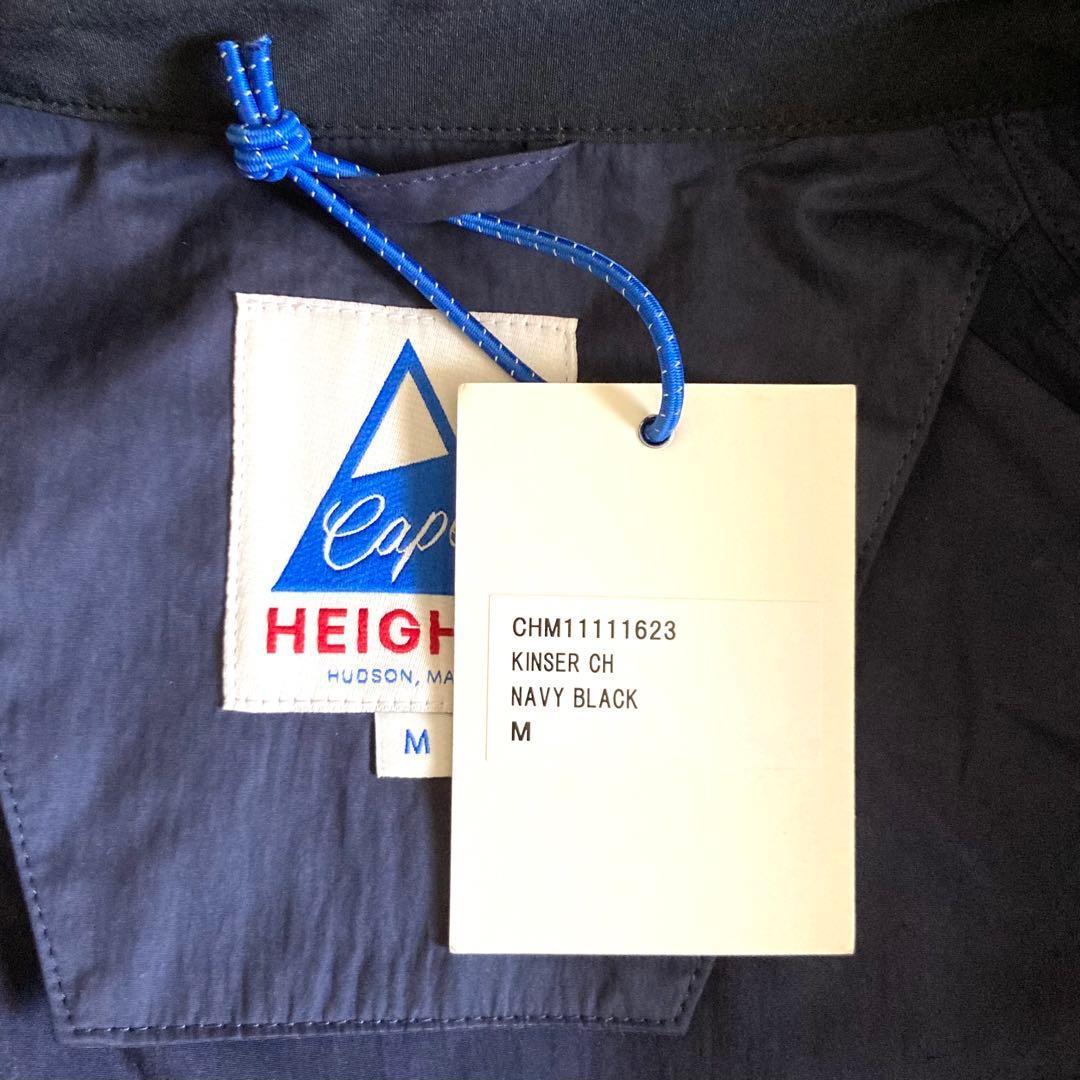 Cape
HEIGH
HUDSON, MA
M
CHM11111623
KINSER CH
NAVY BLACK
M